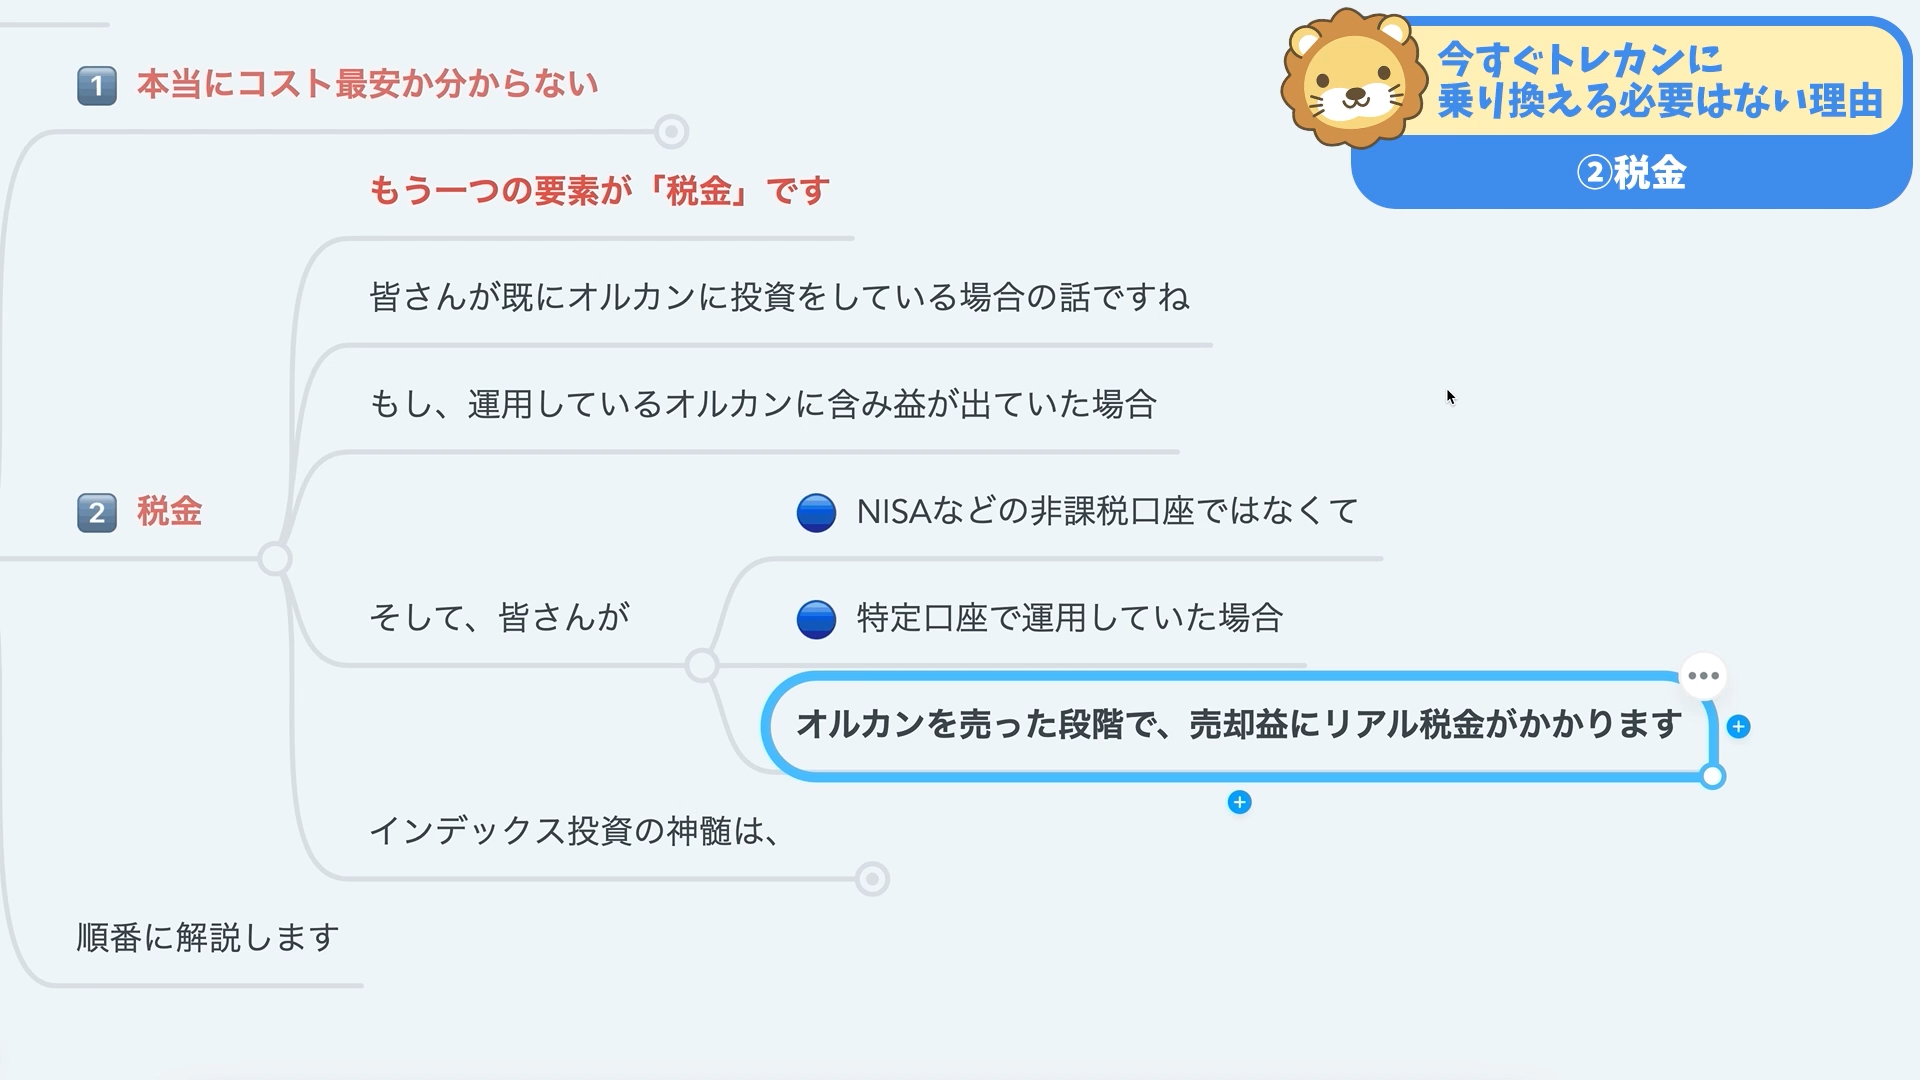 1 本当にコスト最安か分からない
今すぐトレカンに
乗り換える必要はない理由
②税金
もう一つの要素が「税金」です
皆さんが既にオルカンに投資をしている場合の話ですね
もし、運用しているオルカンに含み益が出ていた場合
2 税金
そして、皆さんが
NISAなどの非課税口座ではなくて
特定口座で運用していた場合
オルカンを売った段階で、売却益にリアル税金がかかります
インデックス投資の神髄は、
順番に解説します